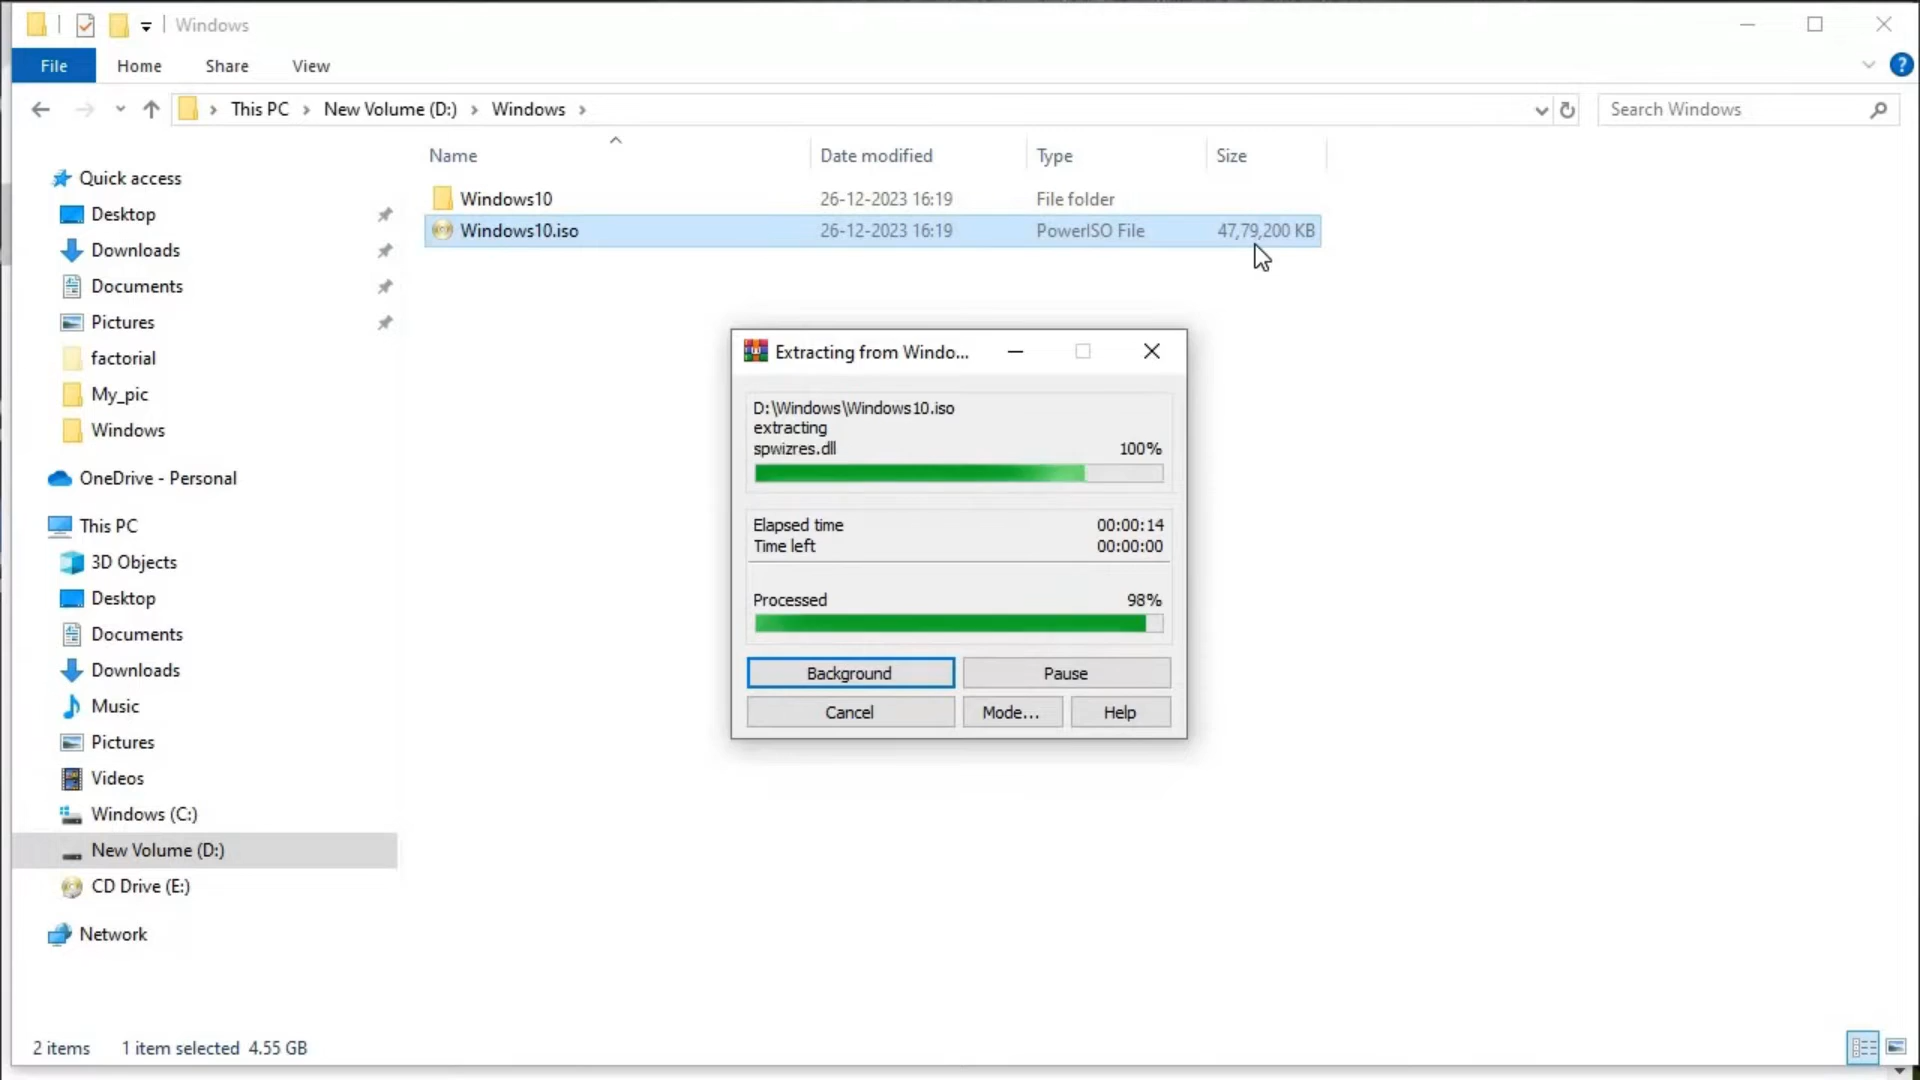 Windows
File Home Share View
This PC New Volume (D:) Windows
Search Windows
Name Date modified Type Size
Windows10 26-12-2023 16:19 File folder
Windows10.iso 26-12-2023 16:19 PowerISO File 47,79,200 KB
Quick access
Desktop
Downloads
Documents
Pictures
factorial
My_pic
Windows
OneDrive - Personal
This PC
3D Objects
Desktop
Documents
Downloads
Music
Pictures
Videos
Windows (C:)
New Volume (D:)
CD Drive (E:)
Network
Extracting from Windo...
D:\Windows\Windows10.iso
extracting
spwizres.dll 100%
Elapsed time 00:00:14
Time left 00:00:00
Processed 98%
Background Pause
Cancel Mode... Help
2 items 1 item selected 4.55 GB